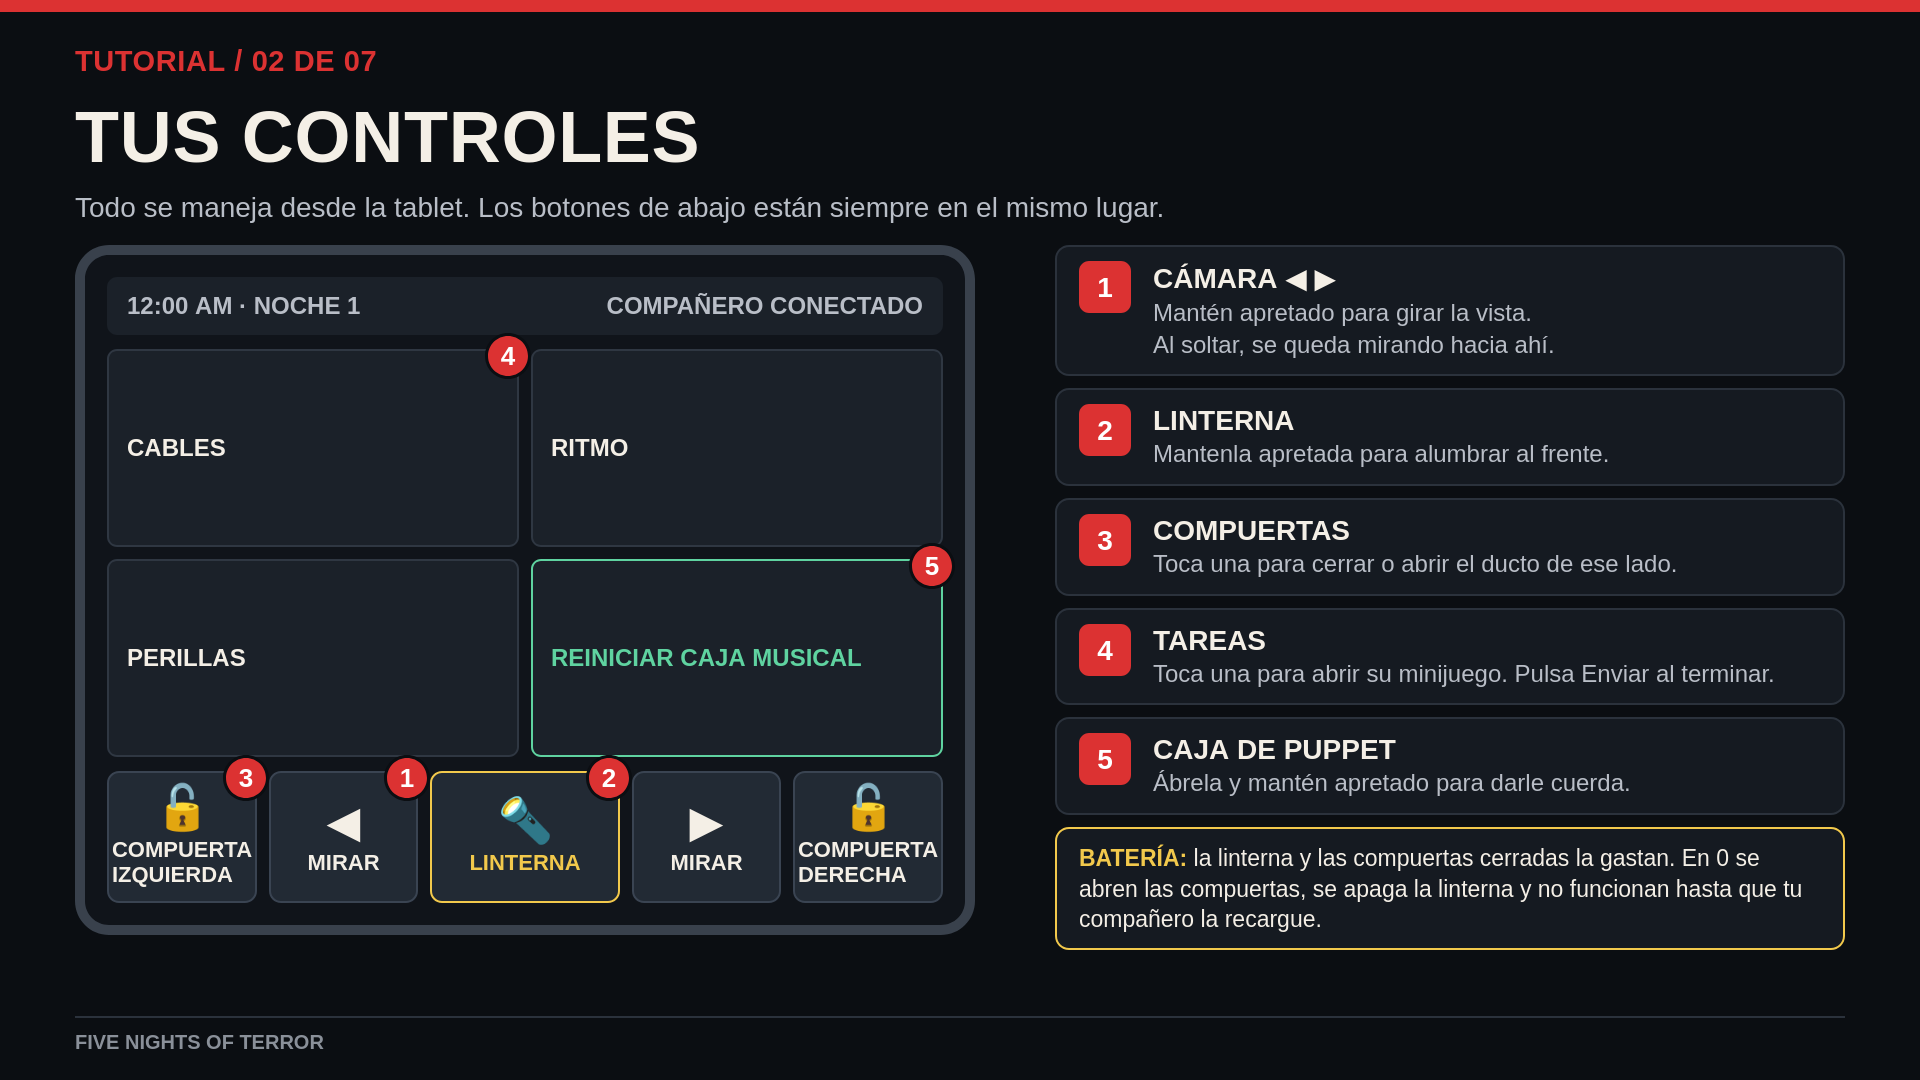 TUTORIAL / 02 DE 07
TUS CONTROLES
Todo se maneja desde la tablet. Los botones de abajo están siempre en el mismo lugar.
12:00 AM · NOCHE 1
COMPAÑERO CONECTADO
4
CABLES
RITMO
5
PERILLAS
REINICIAR CAJA MUSICAL
3
COMPUERTA
IZQUIERDA
1
◀
MIRAR
2
LINTERNA
▶
MIRAR
COMPUERTA
DERECHA
1
CÁMARA ◀ ▶
Mantén apretado para girar la vista.
Al soltar, se queda mirando hacia ahí.
2
LINTERNA
Mantenla apretada para alumbrar al frente.
3
COMPUERTAS
Toca una para cerrar o abrir el ducto de ese lado.
4
TAREAS
Toca una para abrir su minijuego. Pulsa Enviar al terminar.
5
CAJA DE PUPPET
Ábrela y mantén apretado para darle cuerda.
BATERÍA: la linterna y las compuertas cerradas la gastan. En 0 se
abren las compuertas, se apaga la linterna y no funcionan hasta que tu
compañero la recargue.
FIVE NIGHTS OF TERROR